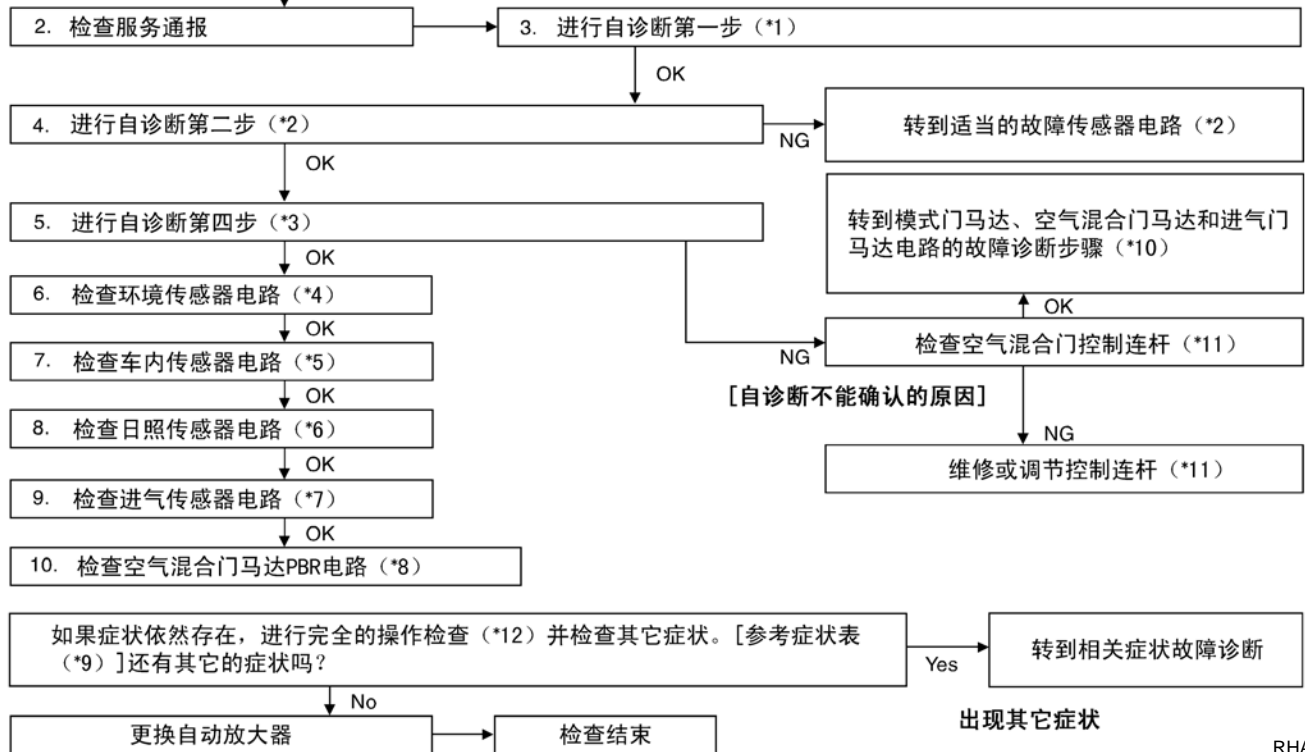 2. 检查服务通报
3. 进行自诊断第一步（*1）
OK
4. 进行自诊断第二步（*2）
NG
转到适当的故障传感器电路（*2）
OK
5. 进行自诊断第四步（*3）
转到模式门马达、空气混合门马达和进气门
马达电路的故障诊断步骤（*10）
OK
6. 检查环境传感器电路（*4）
OK
OK
7. 检查车内传感器电路（*5）
NG
检查空气混合门控制连杆（*11）
OK
[自诊断不能确认的原因]
8. 检查日照传感器电路（*6）
NG
OK
维修或调节控制连杆（*11）
9. 检查进气传感器电路（*7）
OK
10. 检查空气混合门马达PBR电路（*8）
如果症状依然存在，进行完全的操作检查（*12）并检查其它症状。[参考症状表
（*9）]还有其它的症状吗？
Yes
转到相关症状故障诊断
No
出现其它症状
更换自动放大器
检查结束